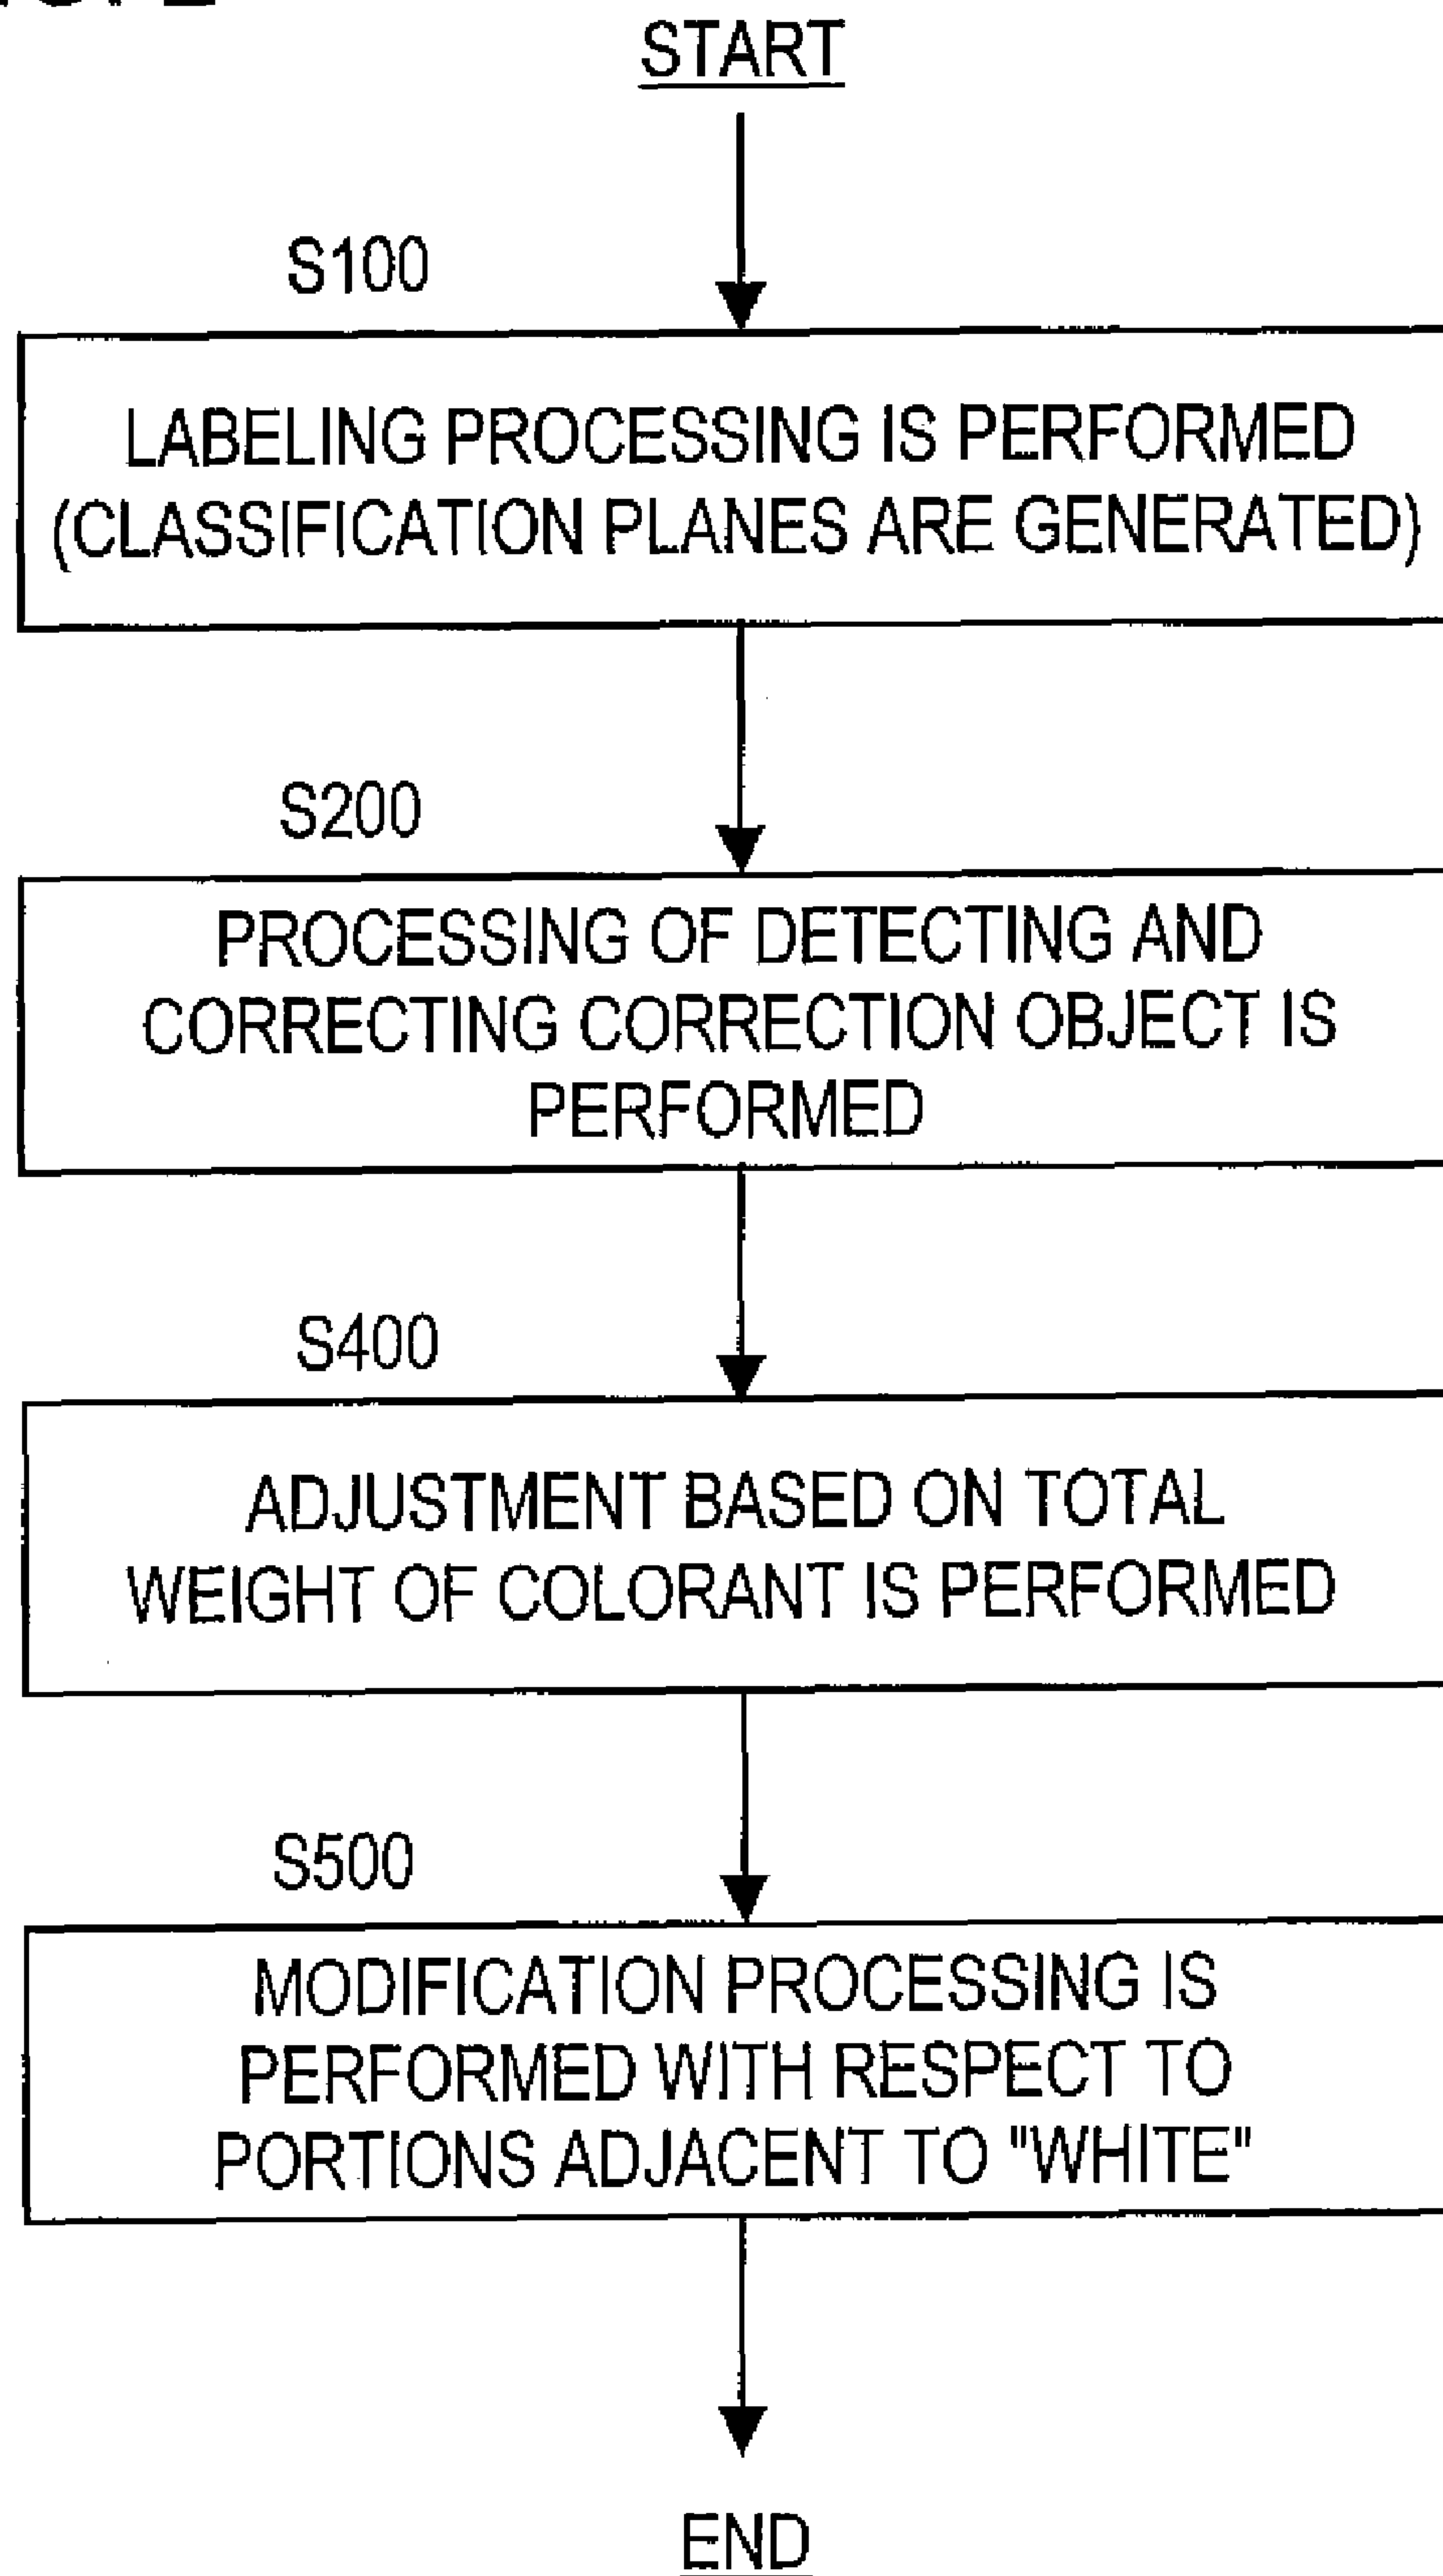 START
S100
LABELING PROCESSING IS PERFORMED
(CLASSIFICATION PLANES ARE GENERATED)
S200
PROCESSING OF DETECTING AND
CORRECTING CORRECTION OBJECT IS
PERFORMED
S400
ADJUSTMENT BASED ON TOTAL
WEIGHT OF COLORANT IS PERFORMED
S500
MODIFICATION PROCESSING IS
PERFORMED WITH RESPECT TO
PORTIONS ADJACENT TO "WHITE"
END